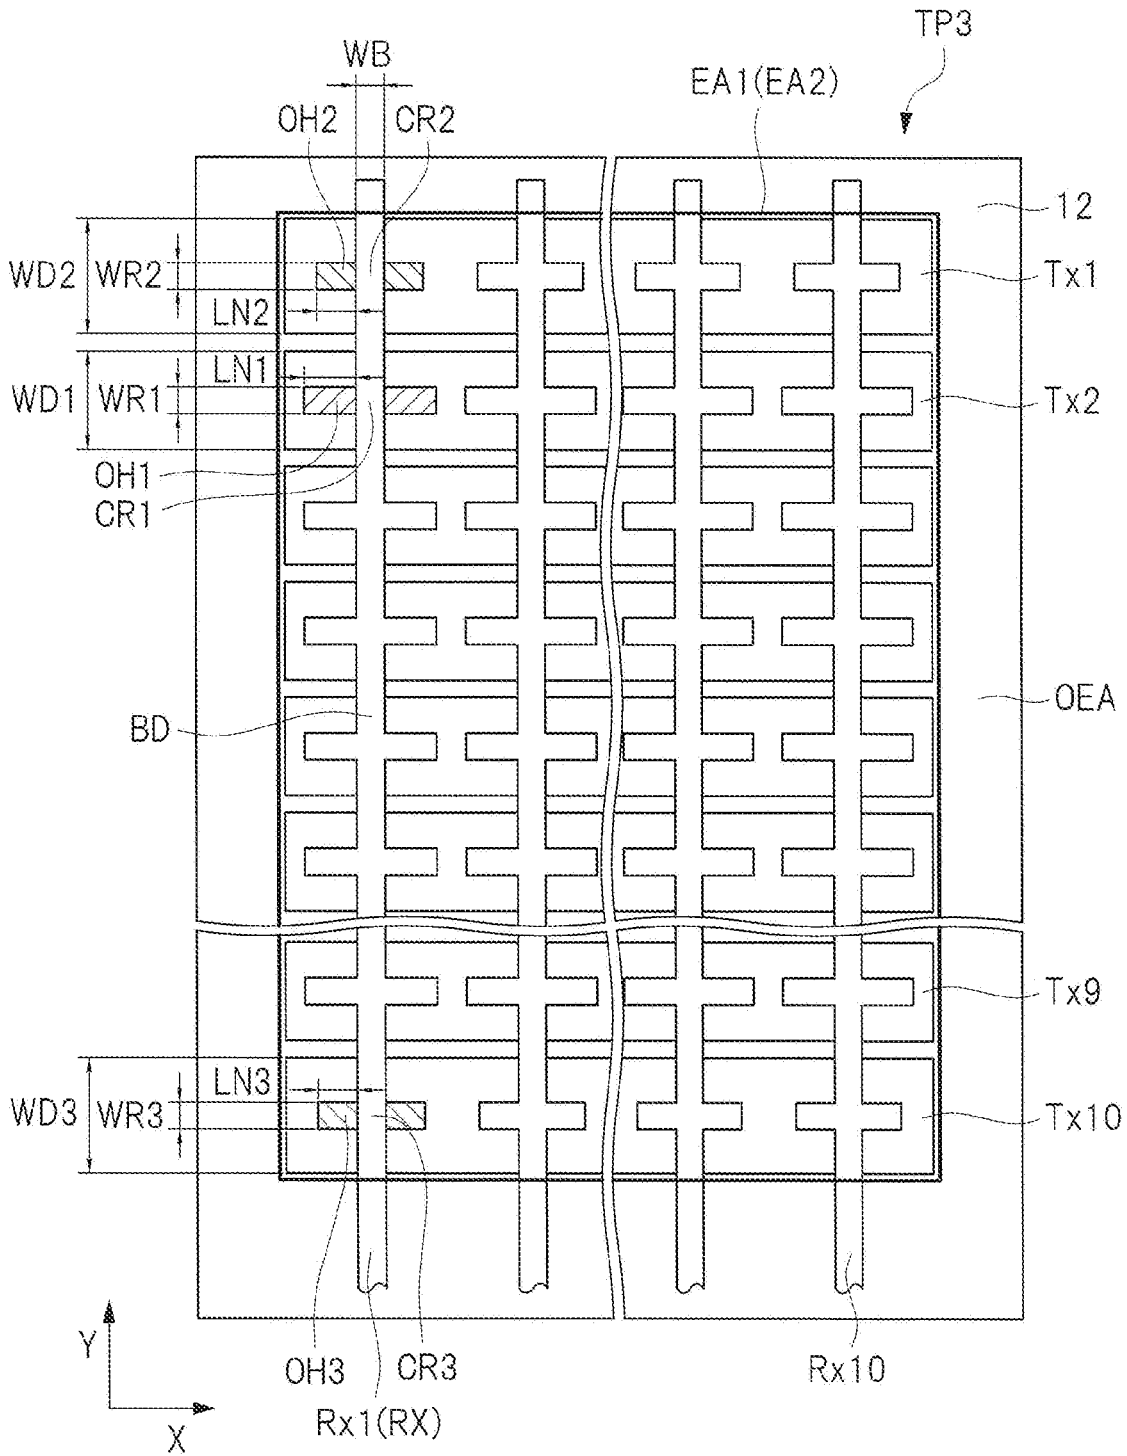 TP3
WB
EA1(EA2)
OH2
CR2
12
WD2
WR2
Tx1
LN2
LN1
WD1
WR1
Tx2
OH1
CR1
BD
OEA
Tx9
LN3
WD3
WR3
Tx10
Y
X
OH3
CR3
Rx10
Rx1(RX)